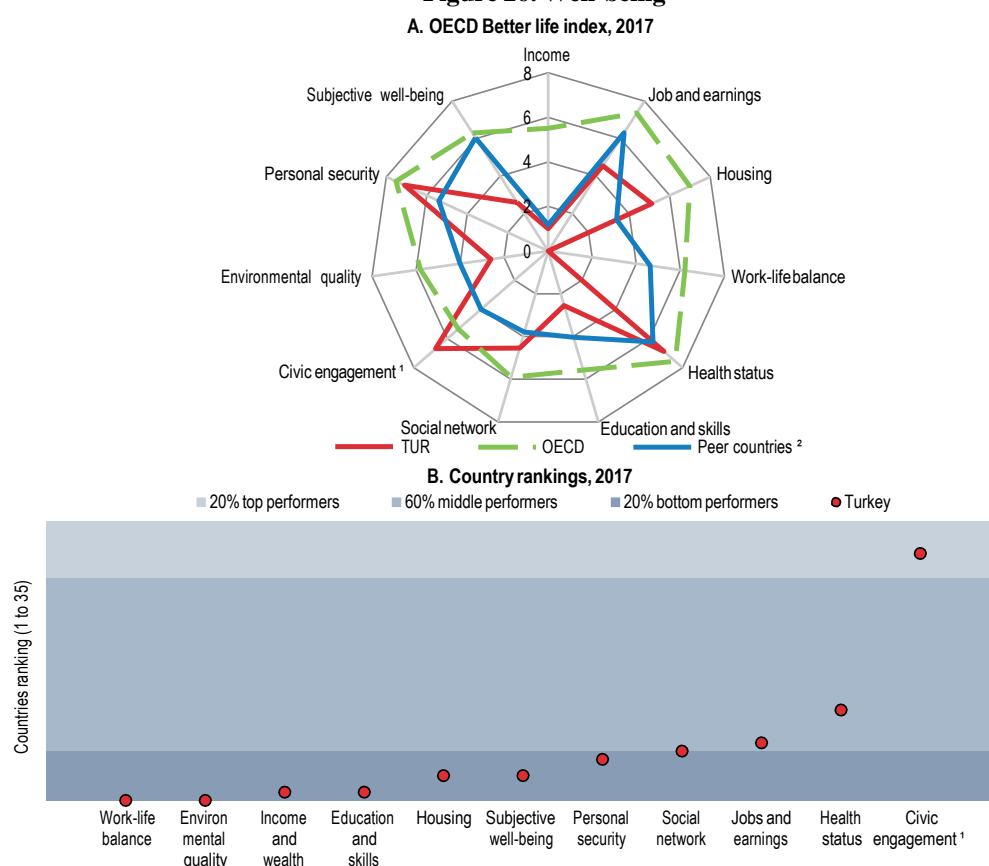 A. OECD Better life index, 2017
Income
8
Subjective well-being
Job and earnings
6
Personal security
4
Housing
2
0
Environmental quality
Work-life balance
Civic engagement ¹
Health status
Social network
Education and skills
TUR
OECD
Peer countries ²
B. Country rankings, 2017
20% top performers
60% middle performers
20% bottom performers
Turkey
Countries ranking (1 to 35)
Work-life
balance
Environ
mental
quality
Income
and
wealth
Education
and
skills
Housing
Subjective
well-being
Personal
security
Social
network
Jobs and
earnings
Health
status
Civic
engagement ¹